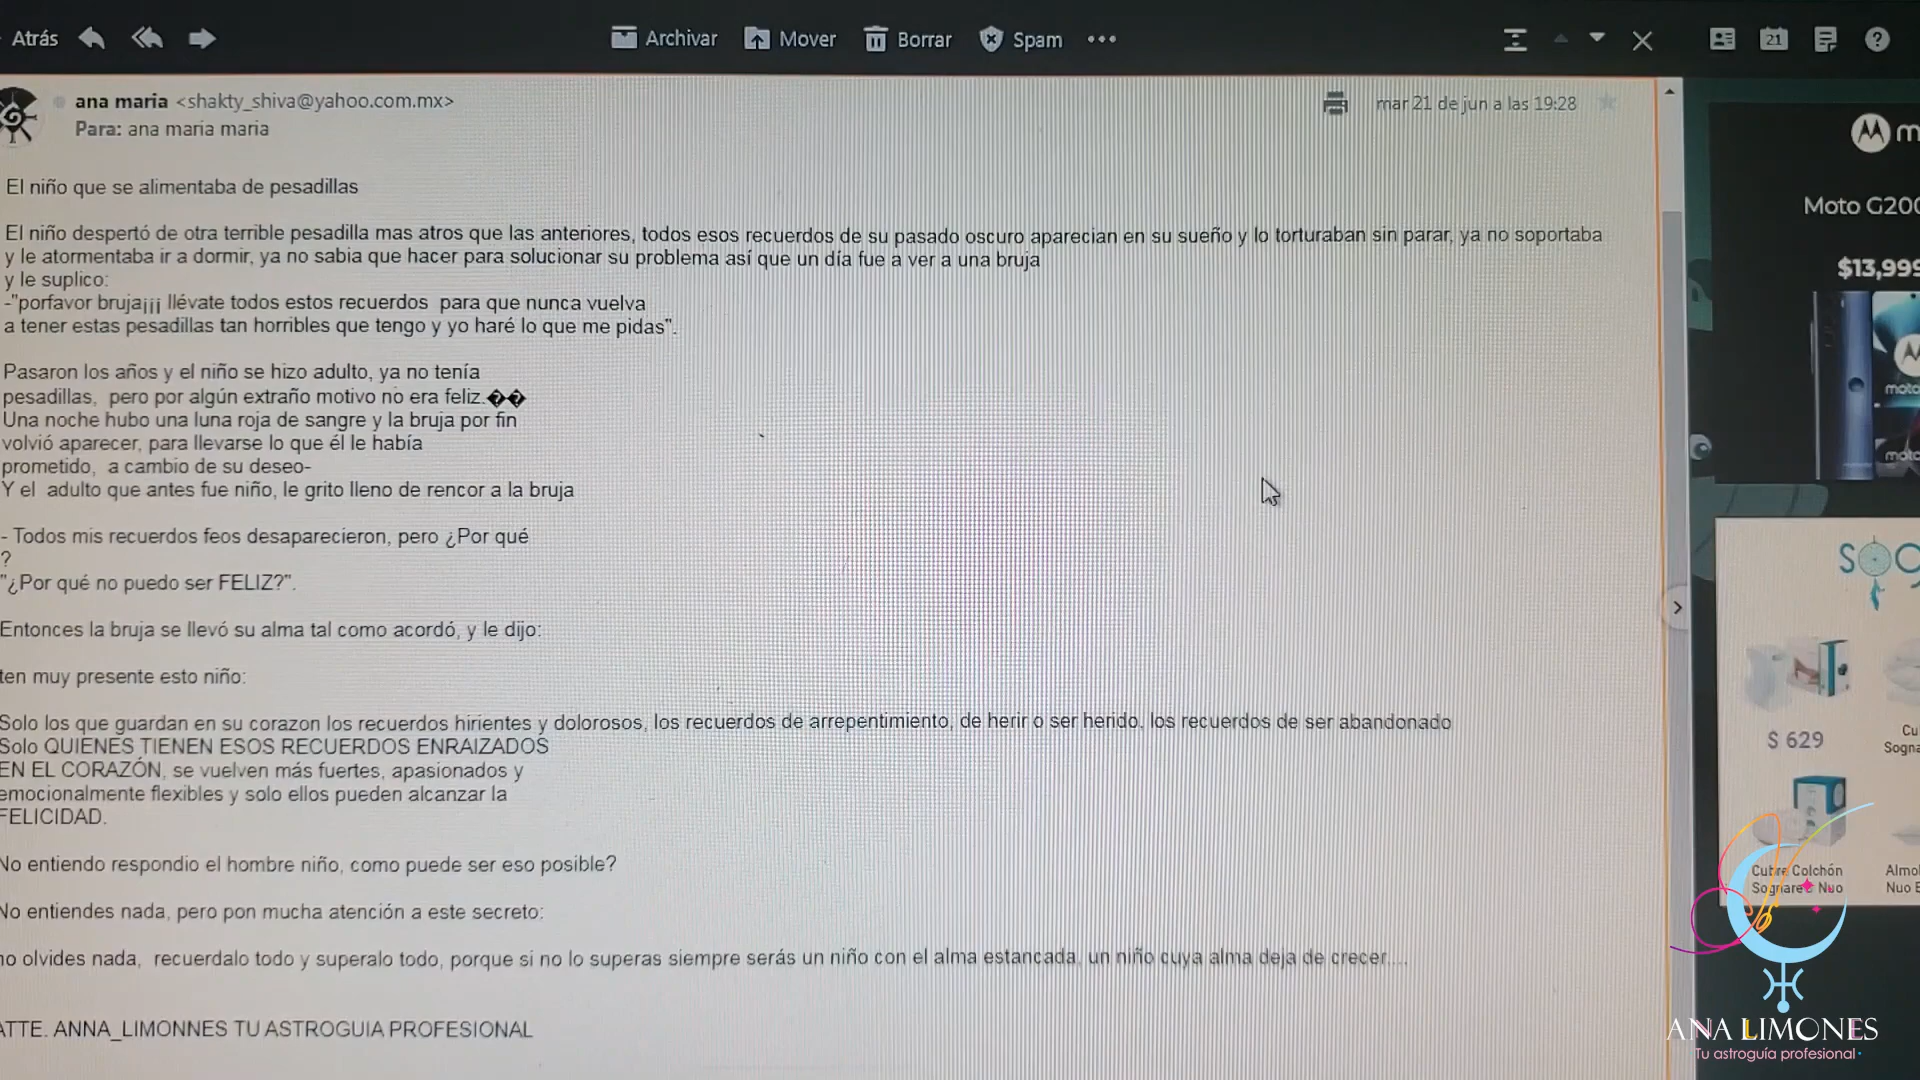 Atrás
Archivar
Mover
Borrar
Spam
21
ana maria <shakty_shiva@yahoo.com.mx>
mar 21 de jun a las 19:28
Para: ana maria maria
El niño que se alimentaba de pesadillas
El niño despertó de otra terrible pesadilla mas atros que las anteriores, todos esos recuerdos de su pasado oscuro aparecian en su sueño y lo torturaban sin parar, ya no soportaba
y le atormentaba ir a dormir, ya no sabia que hacer para solucionar su problema así que un día fue a ver a una bruja
y le suplico:
-"porfavor bruja¡¡¡ llévate todos estos recuerdos para que nunca vuelva
a tener estas pesadillas tan horribles que tengo y yo haré lo que me pidas".
Pasaron los años y el niño se hizo adulto, ya no tenía
pesadillas, pero por algún extraño motivo no era feliz.��
Una noche hubo una luna roja de sangre y la bruja por fin
volvió aparecer, para llevarse lo que él le había
prometido, a cambio de su deseo-
Y el adulto que antes fue niño, le grito lleno de rencor a la bruja
- Todos mis recuerdos feos desaparecieron, pero ¿Por qué
?
"¿Por qué no puedo ser FELIZ?".
Entonces la bruja se llevó su alma tal como acordó, y le dijo:
ten muy presente esto niño:
Solo los que guardan en su corazon los recuerdos hirientes y dolorosos, los recuerdos de arrepentimiento, de herir o ser herido, los recuerdos de ser abandonado
Solo QUIENES TIENEN ESOS RECUERDOS ENRAIZADOS
EN EL CORAZÓN, se vuelven más fuertes, apasionados y
emocionalmente flexibles y solo ellos pueden alcanzar la
FELICIDAD.
No entiendo respondio el hombre niño, como puede ser eso posible?
No entiendes nada, pero pon mucha atención a este secreto:
no olvides nada, recuerdalo todo y superalo todo, porque si no lo superas siempre serás un niño con el alma estancada, un niño cuya alma deja de crecer....
ATTE. ANNA_LIMONNES TU ASTROGUIA PROFESIONAL
m
Moto G200
$13,999
moto
moto
sog
$ 629
Cu
Sogna
Cubre Colchón
Sognare Nuo
Almo
Nuo E
ANA LIMONES
Tu astroguía profesional